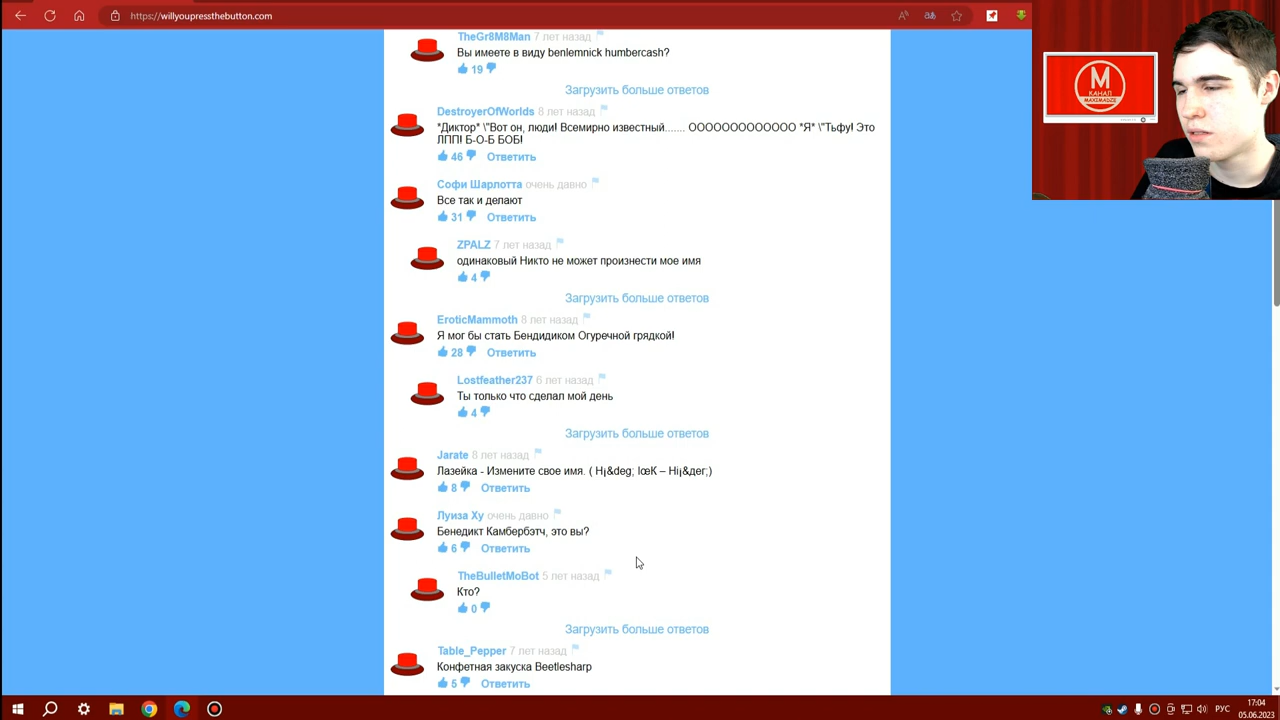 https://willyoupressthebutton.com
TheGr8M8Man 7 лет назад
Вы имеете в виду benlemnick humbercash?
19
Загрузить больше ответов
DestroyerOfWorlds 8 лет назад
*Диктор* \"Вот он, люди! Всемирно известный....... OOOOOOOOOOOOO *Я* \"Тьфу! Это
ЛПП! Б-О-Б БОБ!
46 Ответить
Софи Шарлотта очень давно
Все так и делают
31 Ответить
ZPALZ 7 лет назад
одинаковый Никто не может произнести мое имя
4
Загрузить больше ответов
EroticMammoth 8 лет назад
Я мог бы стать Бендидиком Огуречной грядкой!
28 Ответить
Lostfeather237 6 лет назад
Ты только что сделал мой день
4
Загрузить больше ответов
Jarate 8 лет назад
Лазейка - Измените свое имя. ( Н¡&deg; ΙœК – Нi¡&дег;)
8 Ответить
Луиза Ху очень давно
Бенедикт Камбербэтч, это вы?
6 Ответить
TheBulletMoBot 5 лет назад
Кто?
0
Загрузить больше ответов
Table_Pepper 7 лет назад
Конфетная закуска Beetlesharp
5 Ответить
М
КАНАЛ
MAXIMADZE
РУС
17:04
05.06.2023